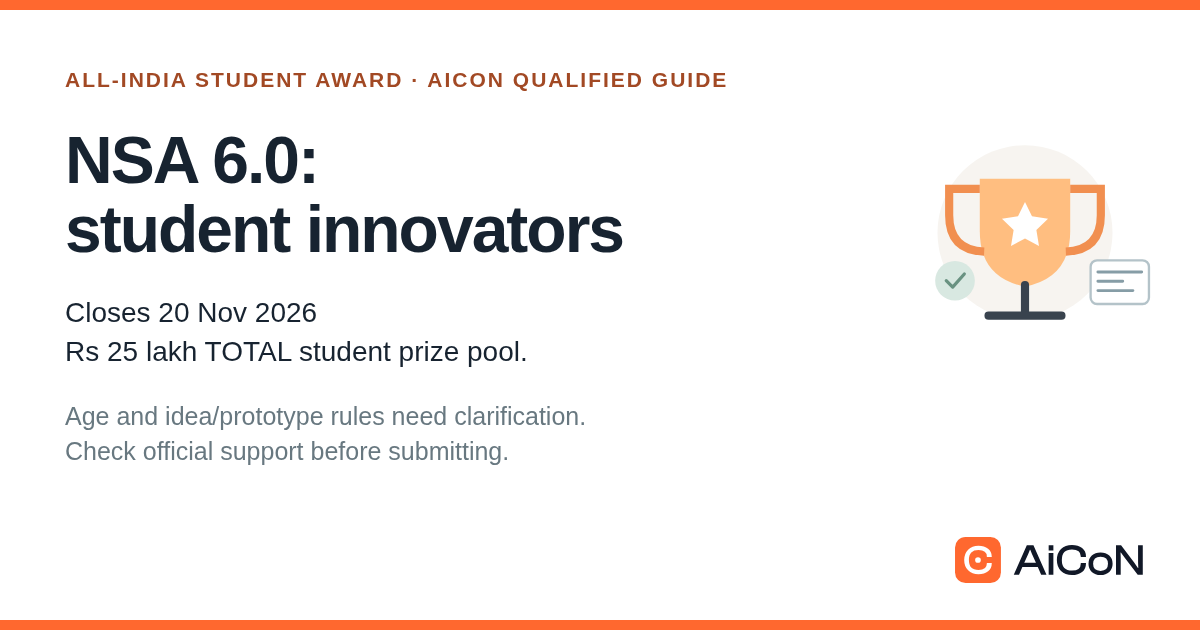 ALL-INDIA STUDENT AWARD · AICON QUALIFIED GUIDE
NSA 6.0:
student innovators
Closes 20 Nov 2026
Rs 25 lakh TOTAL student prize pool.
Age and idea/prototype rules need clarification.
Check official support before submitting.
AiCoN